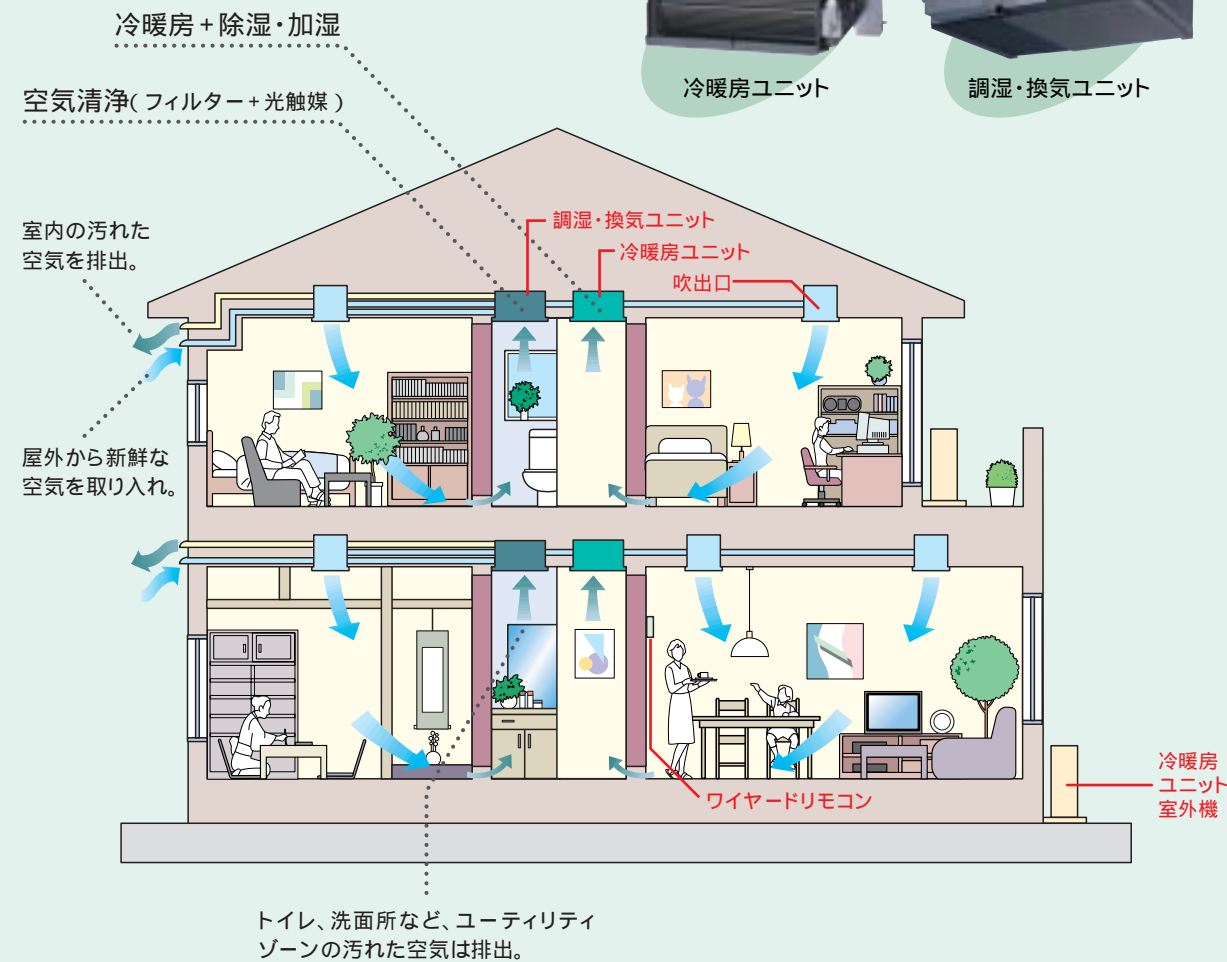 冷暖房+除湿・加湿
空気清浄(フィルター+光触媒)
冷暖房ユニット
調湿・換気ユニット
室内の汚れた
空気を排出。
調湿・換気ユニット
冷暖房ユニット
吹出口
屋外から新鮮な
空気を取り入れ。
ワイヤードリモコン
冷暖房
ユニット
室外機
トイレ、洗面所など、ユーティリティ
ゾーンの汚れた空気は排出。